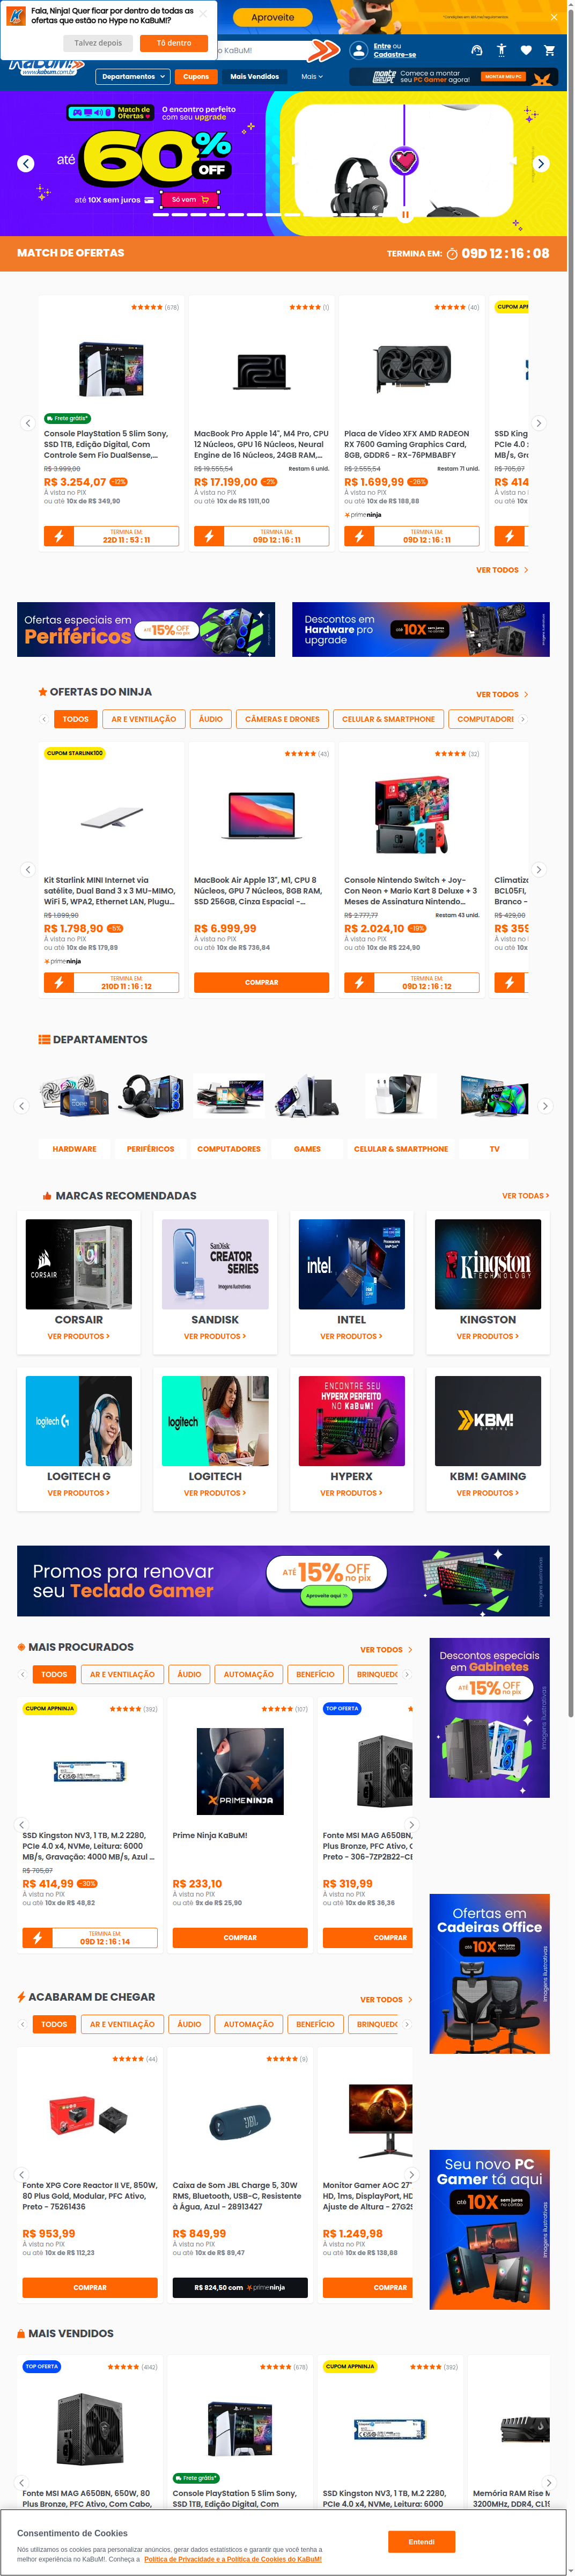 Fala, Ninja! Quer ficar por dentro de todas as
ofertas que estão no Hype no KaBuM!?
Talvez depois
Tô dentro
Aproveite
o KaBuM!
Entre ou
Cadastre-se
KaBuM!
www.kabum.com.br
Departamentos
Cupons
Mais Vendidos
Mais
Comece a montar
seu PC Gamer agora!
MONTAR MEU PC
Match de
Ofertas
O encontro perfeito
com seu upgrade
até 60% OFF
até 10X sem juros
Só vem
MATCH DE OFERTAS
TERMINA EM: 09D 12 : 16 : 08
(678)
Frete grátis*
Console PlayStation 5 Slim Sony,
SSD 1TB, Edição Digital, Com
Controle Sem Fio DualSense,...
R$ 3.999,08
R$ 3.254,07 -12%
À vista no PIX
ou até 10x de R$ 349,90
TERMINA EM:
22D 11 : 53 : 11
(1)
MacBook Pro Apple 14", M4 Pro, CPU
12 Núcleos, GPU 16 Núcleos, Neural
Engine de 16 Núcleos, 24GB RAM,...
R$ 19.555,54
Restam 6 unid.
R$ 17.199,00 -2%
À vista no PIX
ou até 10x de R$ 1911,00
TERMINA EM:
09D 12 : 16 : 11
(40)
Placa de Vídeo XFX AMD RADEON
RX 7600 Gaming Graphics Card,
8GB, GDDR6 - RX-76PMBABFY
R$ 2.555,54
Restam 71 unid.
R$ 1.699,99 -26%
À vista no PIX
ou até 10x de R$ 188,88
primeninja
TERMINA EM:
09D 12 : 16 : 11
CUPOM APP
SSD King
PCIe 4.0 x
MB/s, Gra
R$ 705,87
R$ 414
À vista no
ou até 10x
VER TODOS
Ofertas especiais em
Periféricos
ATÉ 15% OFF no pix
Descontos em
Hardware pro
upgrade
até 10X sem juros no cartão
OFERTAS DO NINJA
VER TODOS
TODOS
AR E VENTILAÇÃO
ÁUDIO
CÂMERAS E DRONES
CELULAR & SMARTPHONE
COMPUTADORE
CUPOM STARLINK100
Kit Starlink MINI Internet via
satélite, Dual Band 3 x 3 MU-MIMO,
WiFi 5, WPA2, Ethernet LAN, Plugu...
R$ 1.899,90
R$ 1.798,90 -5%
À vista no PIX
ou até 10x de R$ 179,89
primeninja
TERMINA EM:
210D 11 : 16 : 12
(43)
MacBook Air Apple 13", M1, CPU 8
Núcleos, GPU 7 Núcleos, 8GB RAM,
SSD 256GB, Cinza Espacial -...
R$ 6.999,99
À vista no PIX
ou até 10x de R$ 736,84
COMPRAR
(32)
Console Nintendo Switch + Joy-
Con Neon + Mario Kart 8 Deluxe + 3
Meses de Assinatura Nintendo...
R$ 2.777,77
Restam 43 unid.
R$ 2.024,10 -19%
À vista no PIX
ou até 10x de R$ 224,90
TERMINA EM:
09D 12 : 16 : 12
Climatiza
BCL05FI,
Branco -
R$ 429,00
R$ 359
À vista no
ou até 10x
DEPARTAMENTOS
HARDWARE
PERIFÉRICOS
COMPUTADORES
GAMES
CELULAR & SMARTPHONE
TV
MARCAS RECOMENDADAS
VER TODAS >
CORSAIR
SanDisk
CREATOR
SERIES
Imagens ilustrativas
intel
Kingston
TECHNOLOGY
CORSAIR
VER PRODUTOS >
SANDISK
VER PRODUTOS >
INTEL
VER PRODUTOS >
KINGSTON
VER PRODUTOS >
logitech G
logitech
ENCONTRE SEU
HYPERX PERFEITO
NO KaBuM!
KBM!
GAMING
LOGITECH G
VER PRODUTOS >
LOGITECH
VER PRODUTOS >
HYPERX
VER PRODUTOS >
KBM! GAMING
VER PRODUTOS >
Promos pra renovar
seu Teclado Gamer
ATÉ 15% OFF no pix
Aproveite aqui
MAIS PROCURADOS
VER TODOS
TODOS
AR E VENTILAÇÃO
ÁUDIO
AUTOMAÇÃO
BENEFÍCIO
BRINQUEDO
CUPOM APPNINJA
(392)
SSD Kingston NV3, 1 TB, M.2 2280,
PCIe 4.0 x4, NVMe, Leitura: 6000
MB/s, Gravação: 4000 MB/s, Azul ...
R$ 705,87
R$ 414,99 -30%
À vista no PIX
ou até 10x de R$ 48,82
TERMINA EM:
09D 12 : 16 : 14
(107)
PRIMENINJA
Prime Ninja KaBuM!
R$ 233,10
À vista no PIX
ou até 9x de R$ 25,90
COMPRAR
TOP OFERTA
Fonte MSI MAG A650BN,
Plus Bronze, PFC Ativo, C
Preto - 306-7ZP2B22-CE
R$ 319,99
À vista no PIX
ou até 10x de R$ 36,36
COMPRAR
Descontos especiais
em Gabinetes
ATÉ 15% OFF no pix
Imagens ilustrativas
Ofertas em
Cadeiras Office
até 10X sem juros no cartão
Imagens ilustrativas
ACABARAM DE CHEGAR
VER TODOS
TODOS
AR E VENTILAÇÃO
ÁUDIO
AUTOMAÇÃO
BENEFÍCIO
BRINQUEDO
(44)
Fonte XPG Core Reactor II VE, 850W,
80 Plus Gold, Modular, PFC Ativo,
Preto - 75261436
R$ 953,99
À vista no PIX
ou até 10x de R$ 112,23
COMPRAR
(9)
JBL
Caixa de Som JBL Charge 5, 30W
RMS, Bluetooth, USB-C, Resistente
à Água, Azul - 28913427
R$ 849,99
À vista no PIX
ou até 10x de R$ 89,47
R$ 824,50 com primeninja
Monitor Gamer AOC 27"
HD, 1ms, DisplayPort, HD
Ajuste de Altura - 27G2S
R$ 1.249,98
À vista no PIX
ou até 10x de R$ 138,88
COMPRAR
Seu novo PC
Gamer tá aqui
até 10X sem juros no cartão
Imagens ilustrativas
MAIS VENDIDOS
TOP OFERTA
(4142)
Fonte MSI MAG A650BN, 650W, 80
Plus Bronze, PFC Ativo, Com Cabo,
(678)
Frete grátis*
Console PlayStation 5 Slim Sony,
SSD 1TB, Edição Digital, Com
CUPOM APPNINJA
(392)
SSD Kingston NV3, 1 TB, M.2 2280,
PCIe 4.0 x4, NVMe, Leitura: 6000
Memória RAM Rise M
3200MHz, DDR4, CL19
Consentimento de Cookies
Nós utilizamos os cookies para personalizar anúncios, gerar dados estatísticos e garantir que você tenha a
melhor experiência no KaBuM!. Conheça a Política de Privacidade e a Política de Cookies do KaBuM!
Entendi